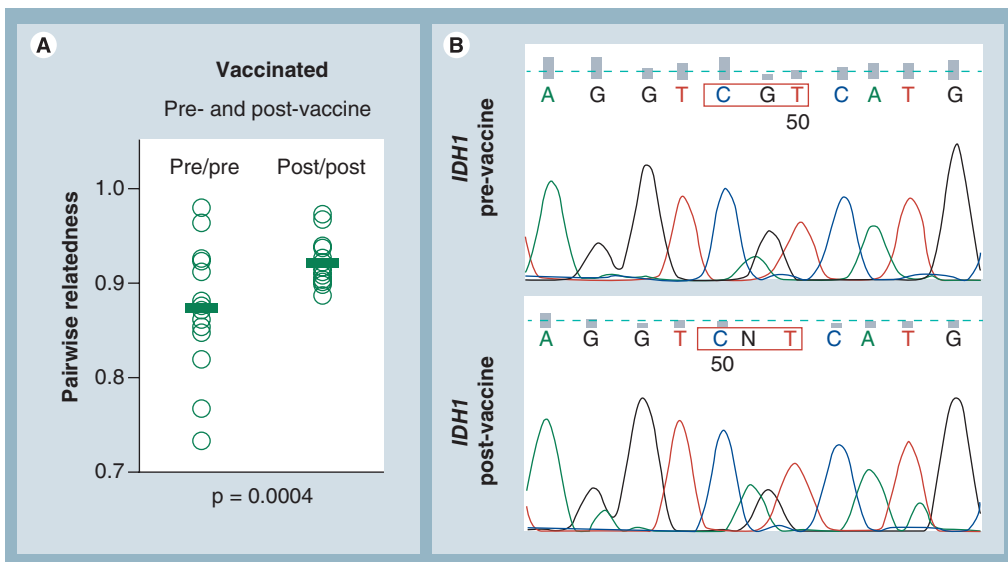 A
Vaccinated
Pre- and post-vaccine
Pre/pre Post/post
Pairwise relatedness
1.0
0.9
0.8
0.7
p = 0.0004
B
IDH1
pre-vaccine
A G G T C G T C A T G
50
IDH1
post-vaccine
A G G T C N T C A T G
50